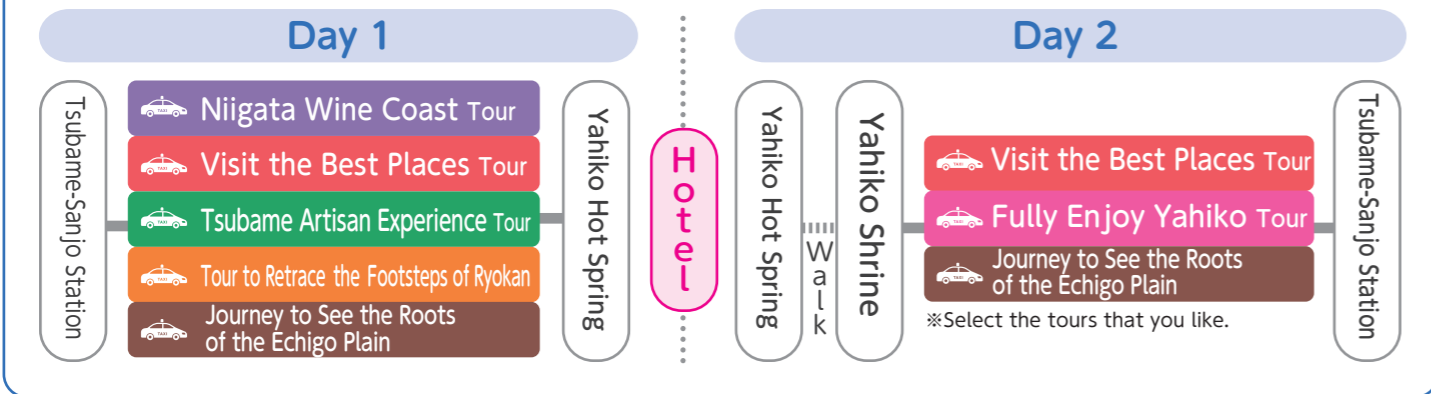 Day 1
Tsubame-Sanjo Station
Niigata Wine Coast Tour
Visit the Best Places Tour
Tsubame Artisan Experience Tour
Tour to Retrace the Footsteps of Ryokan
Journey to See the Roots
of the Echigo Plain
Yahiko Hot Spring
Hotel
Day 2
Yahiko Hot Spring
Walk
Yahiko Shrine
Visit the Best Places Tour
Fully Enjoy Yahiko Tour
Journey to See the Roots
of the Echigo Plain
※Select the tours that you like.
Tsubame-Sanjo Station